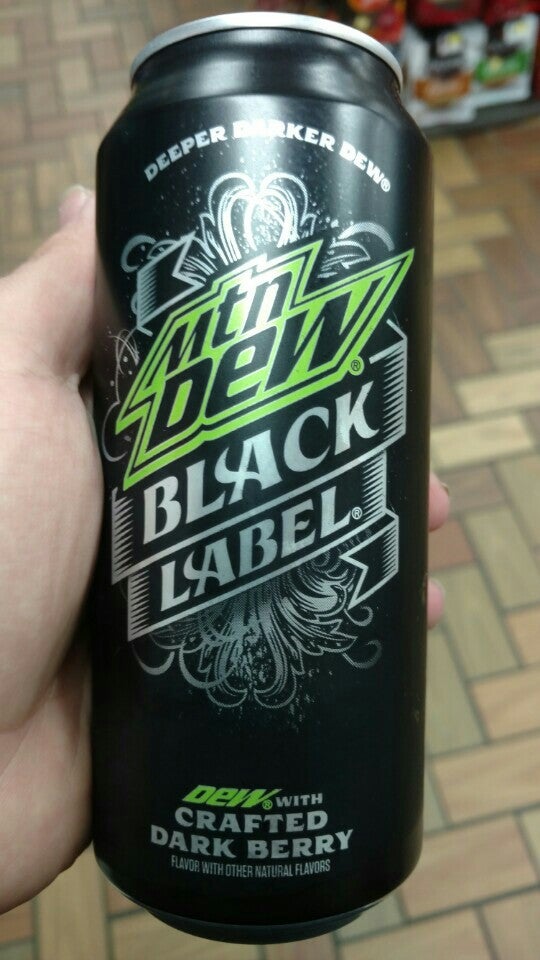 DEEPER DARKER DEW®
Mtn
DEW®
BLACK
LABEL®
DEW® WITH
CRAFTED
DARK BERRY
FLAVOR WITH OTHER NATURAL FLAVORS